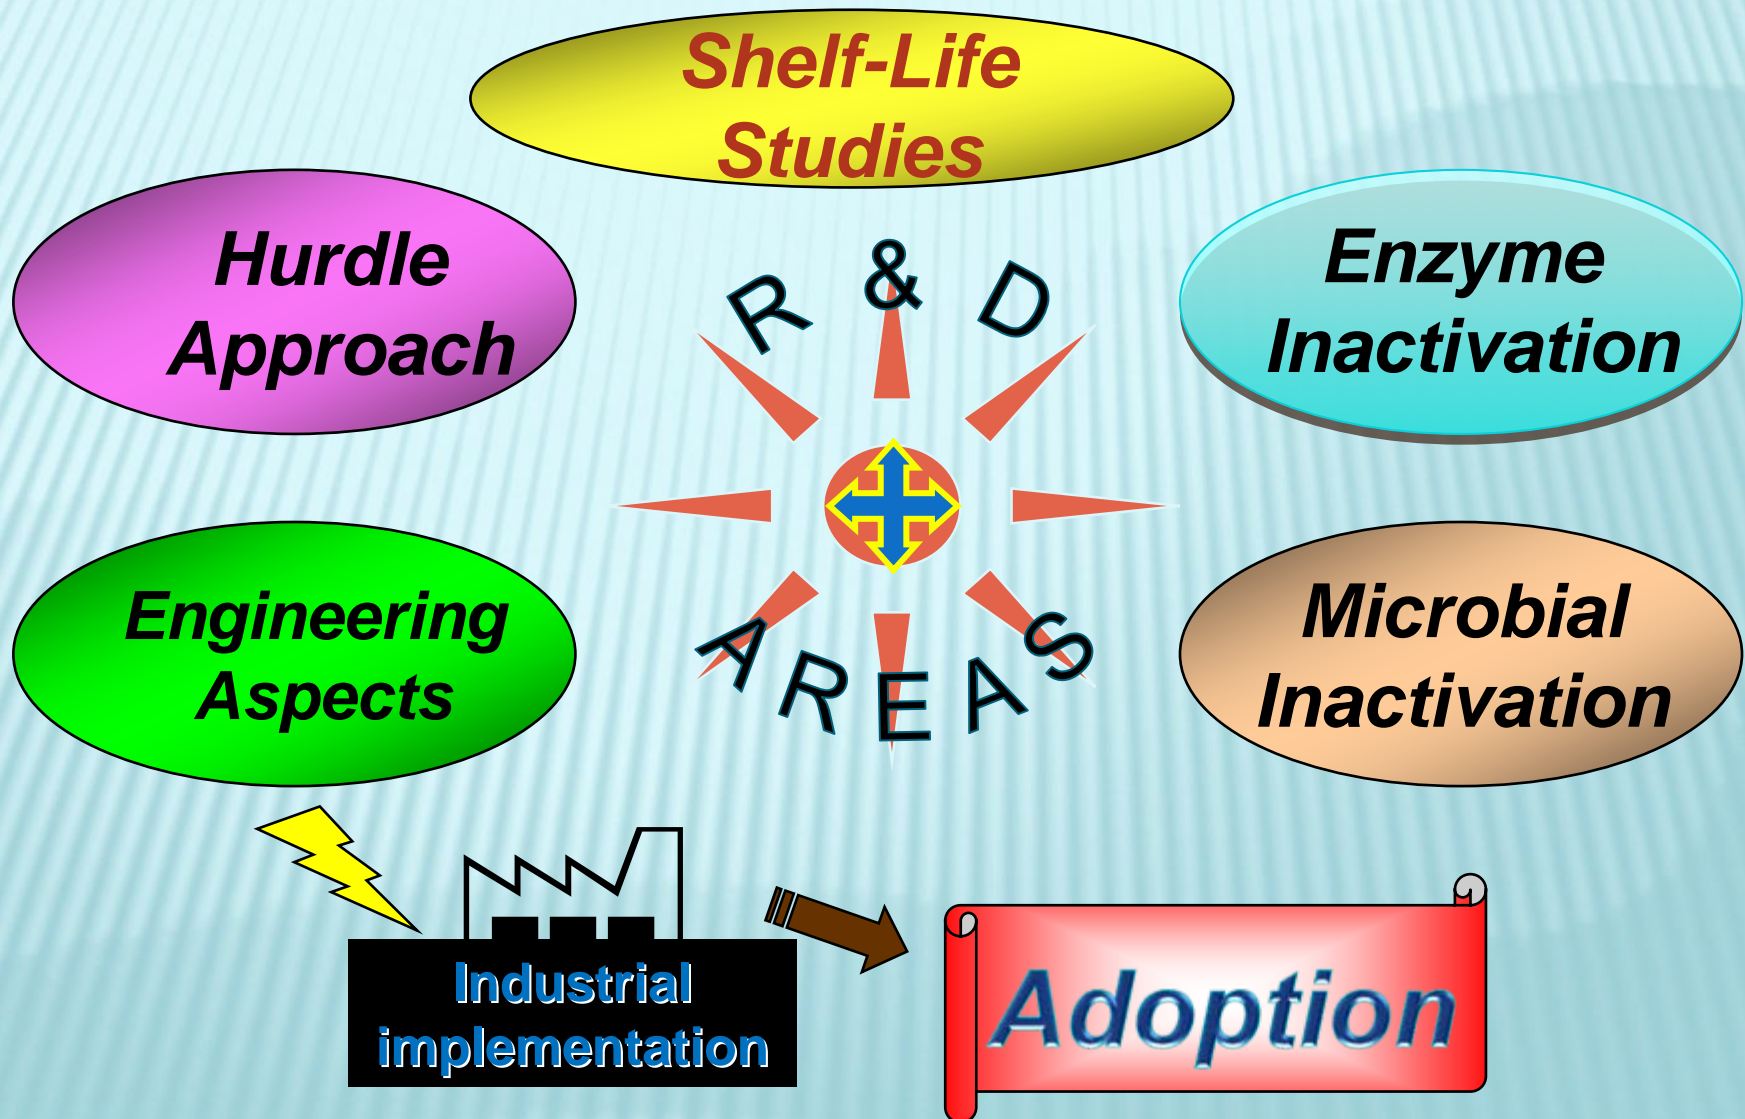 Shelf-Life
Studies
Hurdle
Approach
R & D
Enzyme
Inactivation
Engineering
Aspects
AREAS
Microbial
Inactivation
Industrial
implementation
Adoption